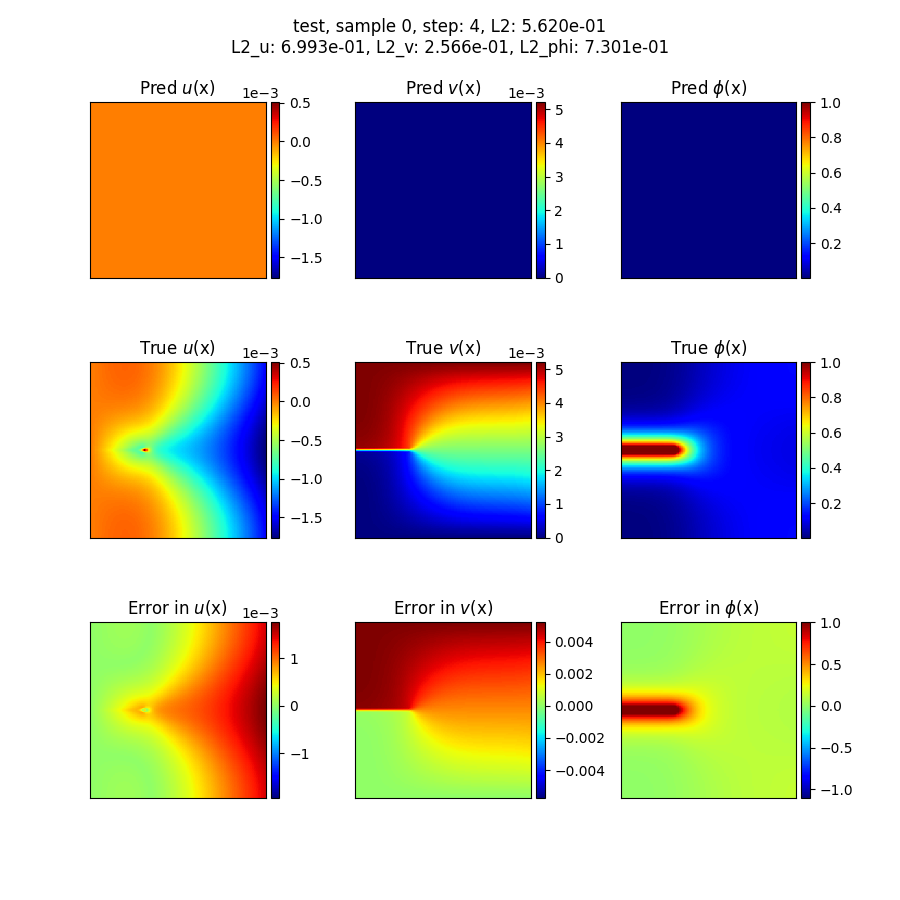 test, sample 0, step: 4, L2: 5.620e-01
L2_u: 6.993e-01, L2_v: 2.566e-01, L2_phi: 7.301e-01
Pred u(x)
1e−3
0.5
0.0
−0.5
−1.0
−1.5
Pred v(x)
1e−3
5
4
3
2
1
0
Pred ϕ(x)
1.0
0.8
0.6
0.4
0.2
True u(x)
1e−3
0.5
0.0
−0.5
−1.0
−1.5
True v(x)
1e−3
5
4
3
2
1
0
True ϕ(x)
1.0
0.8
0.6
0.4
0.2
Error in u(x)
1e−3
1
0
−1
Error in v(x)
0.004
0.002
0.000
−0.002
−0.004
Error in ϕ(x)
1.0
0.5
0.0
−0.5
−1.0